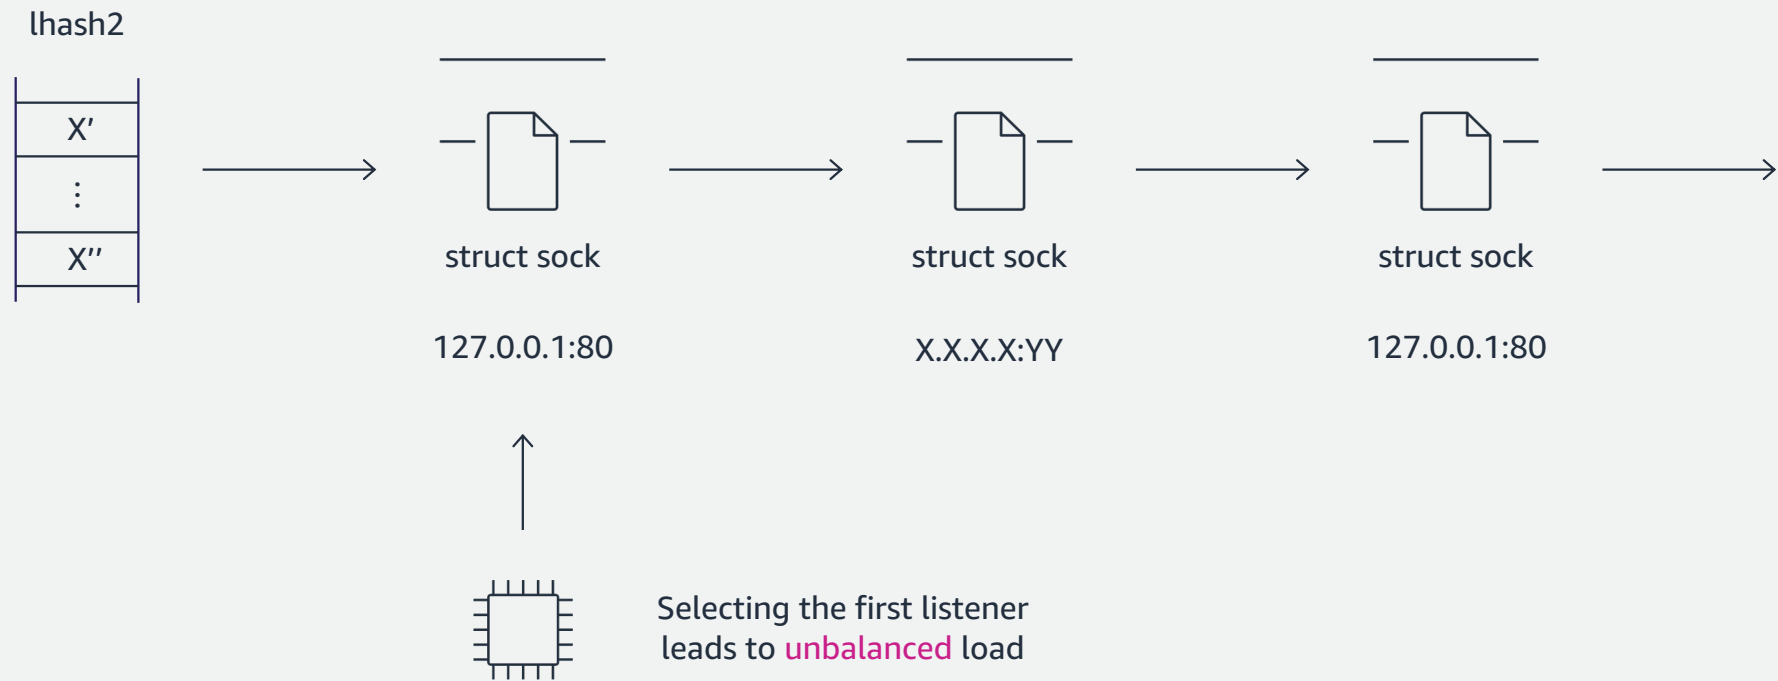 lhash2
X'
⋮
X''
struct sock
struct sock
struct sock
127.0.0.1:80
X.X.X.X:YY
127.0.0.1:80
Selecting the first listener
leads to unbalanced load